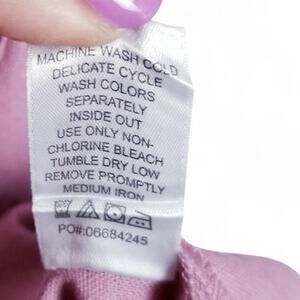 MACHINE WASH COLD
DELICATE CYCLE
WASH COLORS
SEPARATELY
INSIDE OUT
USE ONLY NON-
CHLORINE BLEACH
TUMBLE DRY LOW
REMOVE PROMPTLY
MEDIUM IRON
PO#:06684245